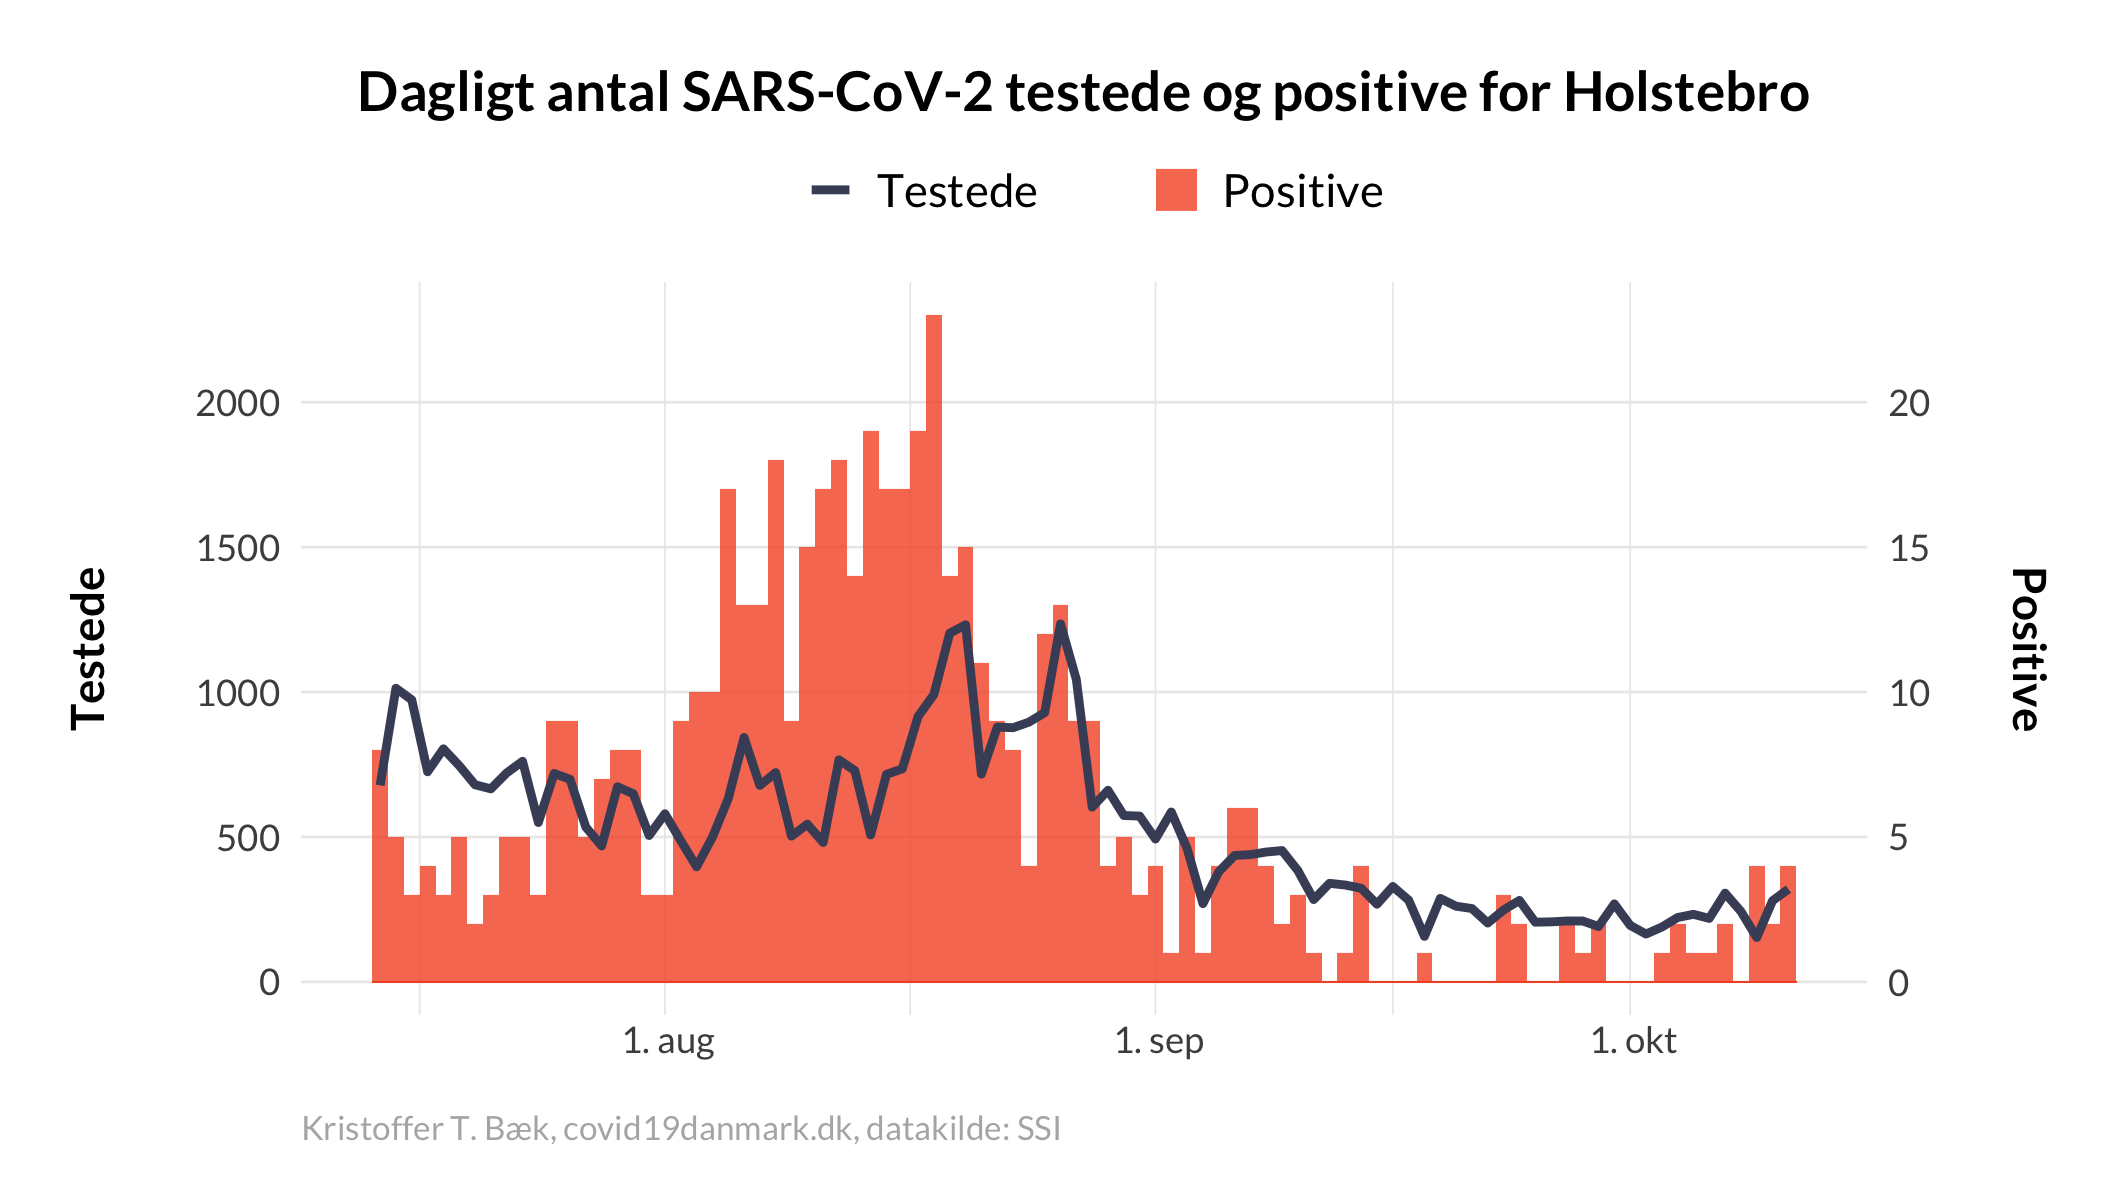 Dagligt antal SARS-CoV-2 testede og positive for Holstebro
Testede
Positive
2000
1500
1000
500
0
20
15
10
5
0
Testede
Positive
1. aug
1. sep
1. okt
Kristoffer T. Bæk, covid19danmark.dk, datakilde: SSI